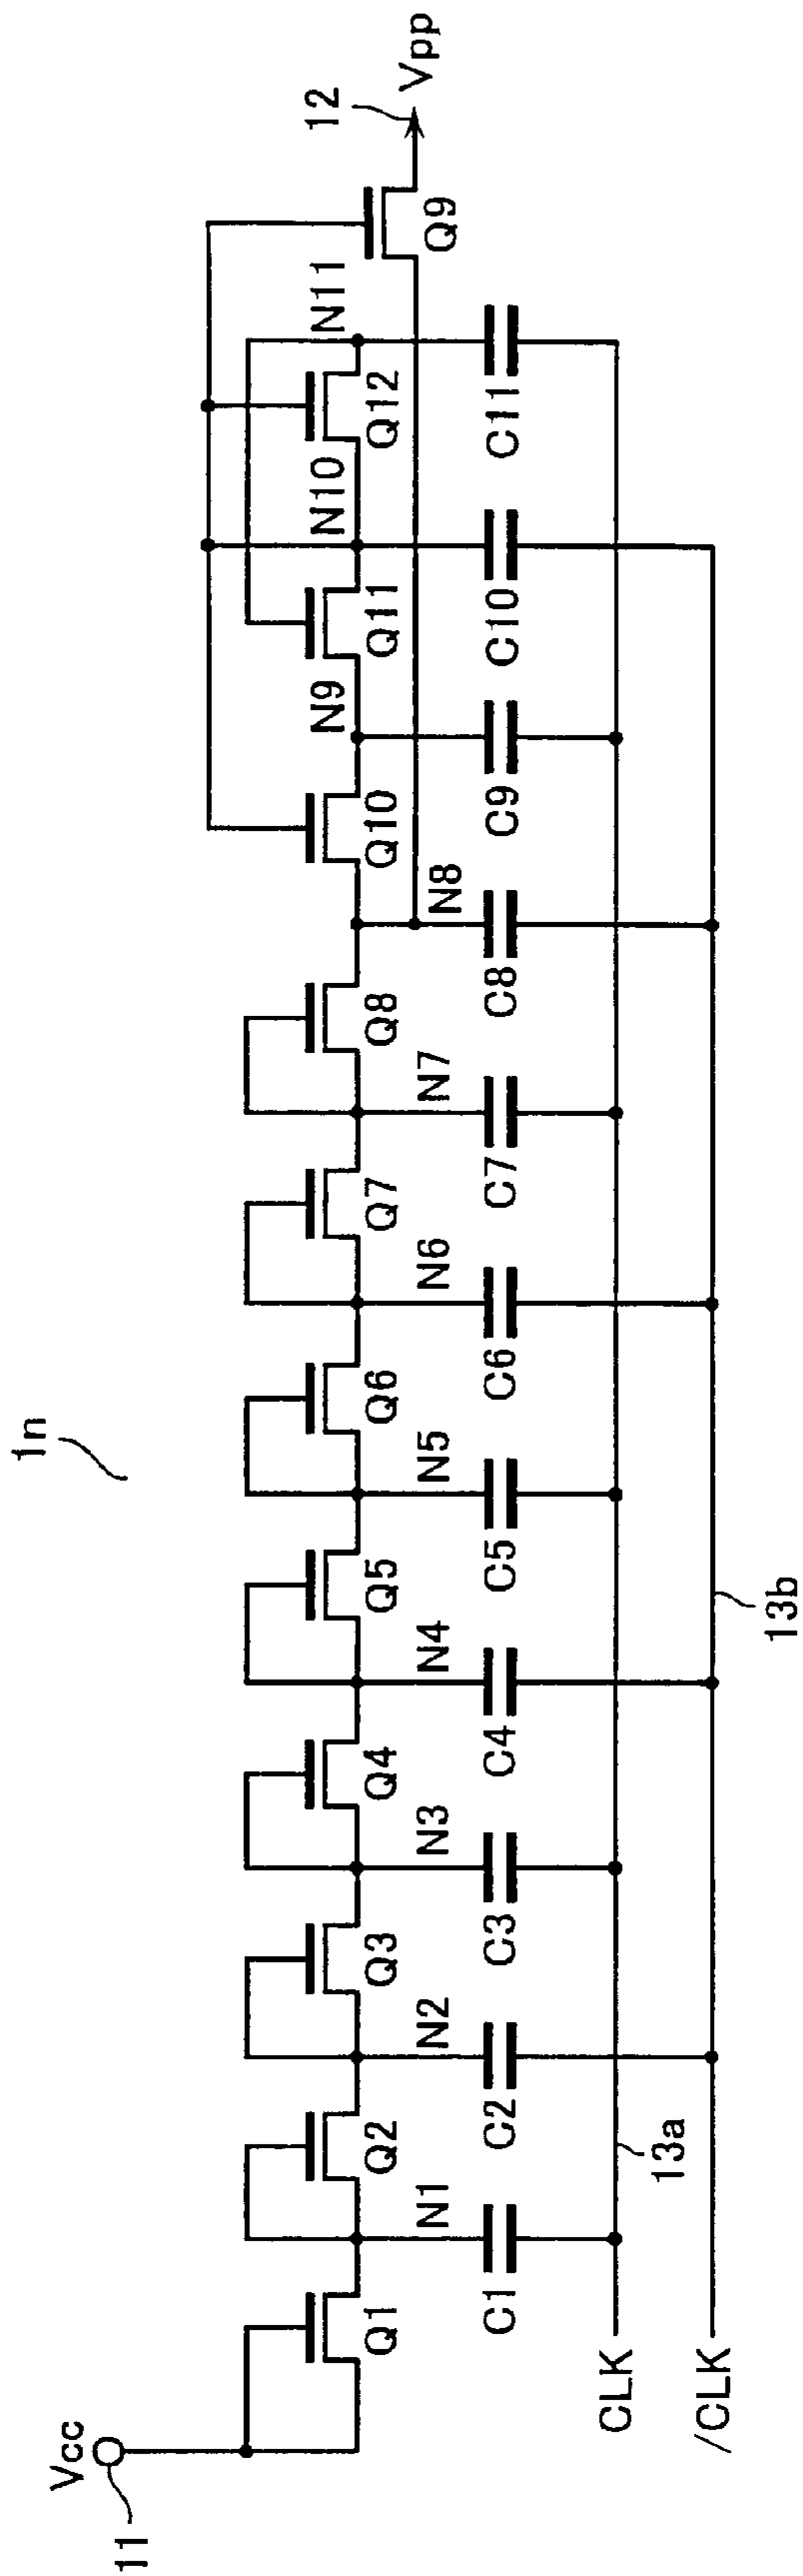 1n
Vcc
11
Q1
Q2
Q3
Q4
Q5
Q6
Q7
Q8
Q10
Q11
Q12
Q9
12
Vpp
N1
N2
N3
N4
N5
N6
N7
N8
N9
N10
N11
C1
C2
C3
C4
C5
C6
C7
C8
C9
C10
C11
CLK
13a
/CLK
13b